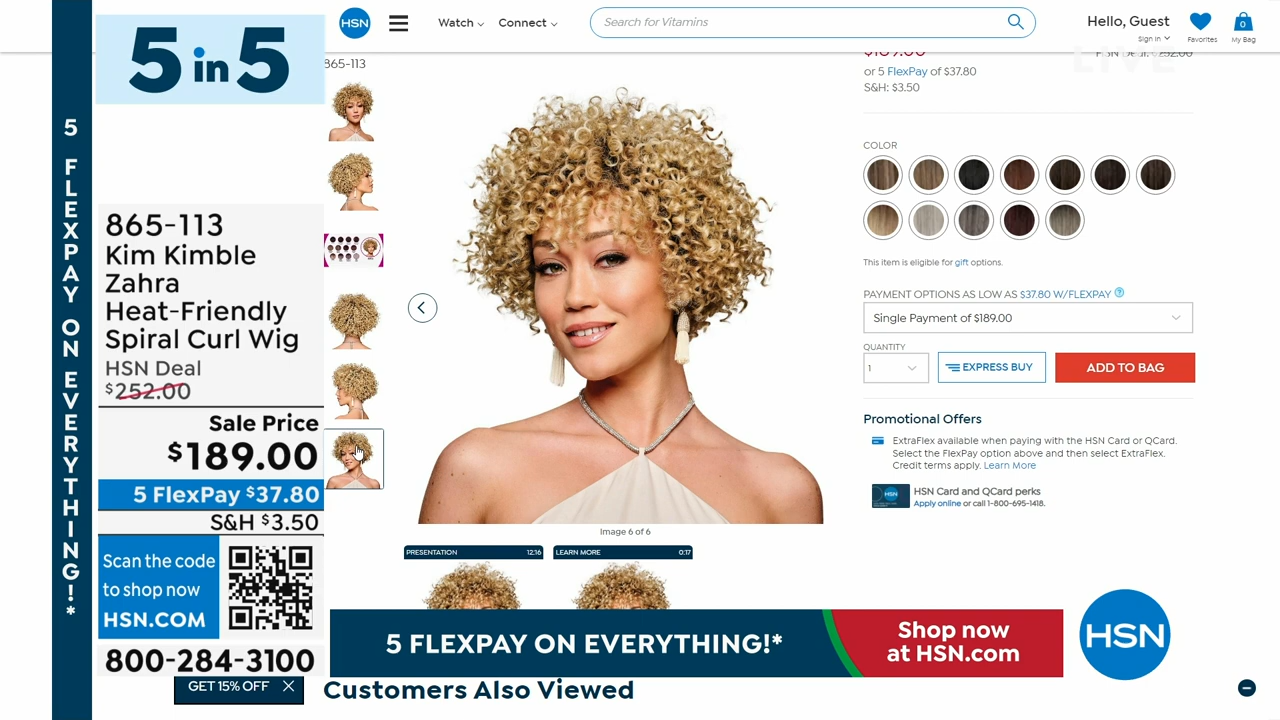 5 in 5
5 FLEXPAY ON EVERYTHING!*
865-113
Kim Kimble
Zahra
Heat-Friendly
Spiral Curl Wig
HSN Deal
$252.00
Sale Price
$189.00
5 FlexPay $37.80
S&H $3.50
Scan the code
to shop now
HSN.COM
800-284-3100
GET 15% OFF
HSN
Watch
Connect
Search for Vitamins
Hello, Guest
Sign In
Favorites
0
My Bag
LIVE
865-113
$189.00
HSN Deal: $252.00
or 5 FlexPay of $37.80
S&H: $3.50
COLOR
This item is eligible for gift options.
PAYMENT OPTIONS AS LOW AS $37.80 W/FLEXPAY ?
Single Payment of $189.00
QUANTITY
1
EXPRESS BUY
ADD TO BAG
Promotional Offers
ExtraFlex available when paying with the HSN Card or QCard.
Select the FlexPay option above and then select ExtraFlex.
Credit terms apply. Learn More
HSN
HSN Card and QCard perks
Apply online or call 1-800-695-1418.
Image 6 of 6
PRESENTATION 12:16
LEARN MORE 0:17
5 FLEXPAY ON EVERYTHING!*
Shop now
at HSN.com
HSN
Customers Also Viewed